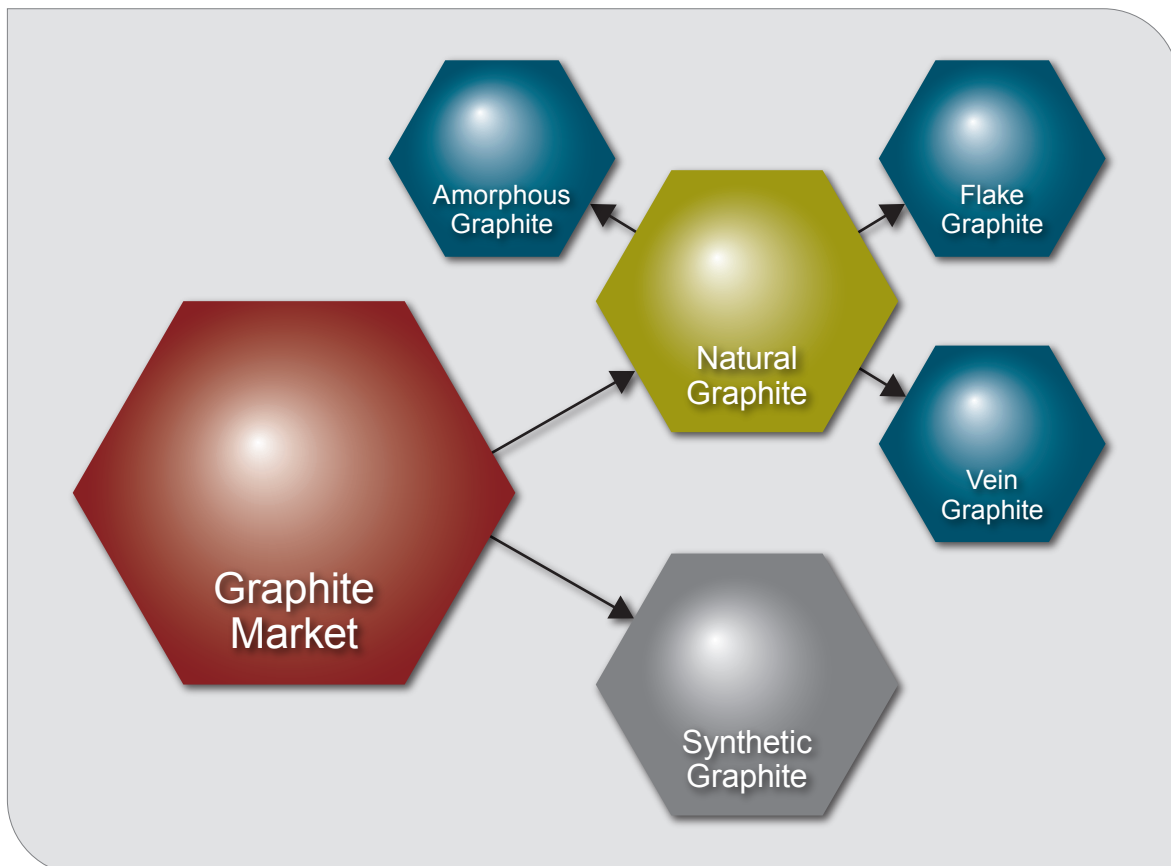 Amorphous
Graphite
Flake
Graphite
Natural
Graphite
Vein
Graphite
Graphite
Market
Synthetic
Graphite